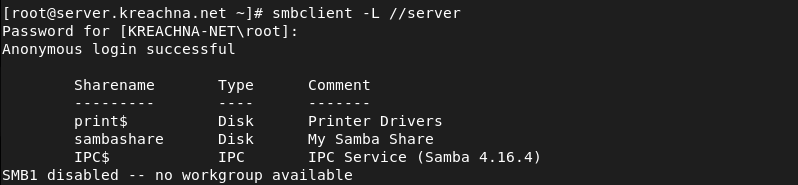 [root@server.kreachna.net ~]# smbclient -L //server
Password for [KREACHNA-NET\root]:
Anonymous login successful
Sharename Type Comment
--------- ---- -------
print$ Disk Printer Drivers
sambashare Disk My Samba Share
IPC$ IPC IPC Service (Samba 4.16.4)
SMB1 disabled -- no workgroup available